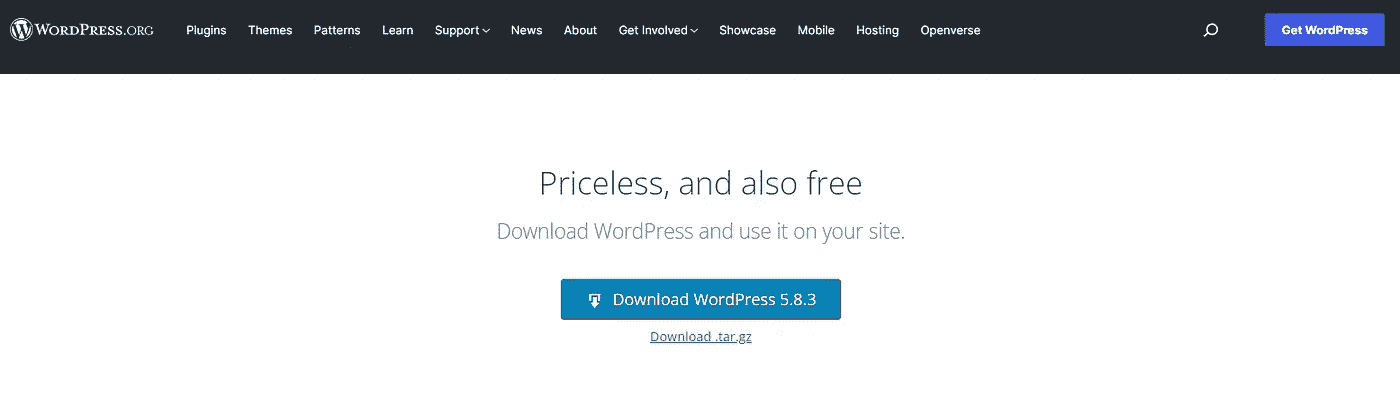 WORDPRESS.ORG Plugins Themes Patterns Learn Support News About Get Involved Showcase Mobile Hosting Openverse Get WordPress
Priceless, and also free
Download WordPress and use it on your site.
Download WordPress 5.8.3
Download .tar.gz